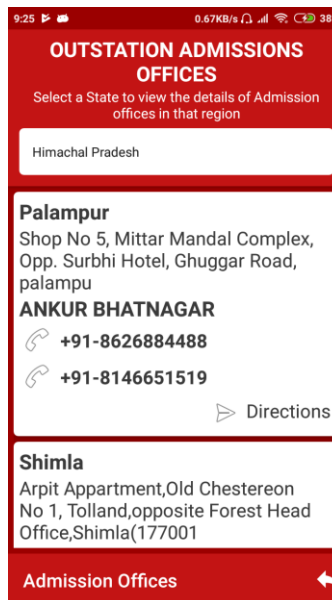 9:25 0.67KB/s 38
OUTSTATION ADMISSIONS
OFFICES
Select a State to view the details of Admission
offices in that region
Himachal Pradesh
Palampur
Shop No 5, Mittar Mandal Complex,
Opp. Surbhi Hotel, Ghuggar Road,
palampu
ANKUR BHATNAGAR
+91-8626884488
+91-8146651519
Directions
Shimla
Arpit Appartment,Old Chestereon
No 1, Tolland,opposite Forest Head
Office,Shimla(177001
Admission Offices